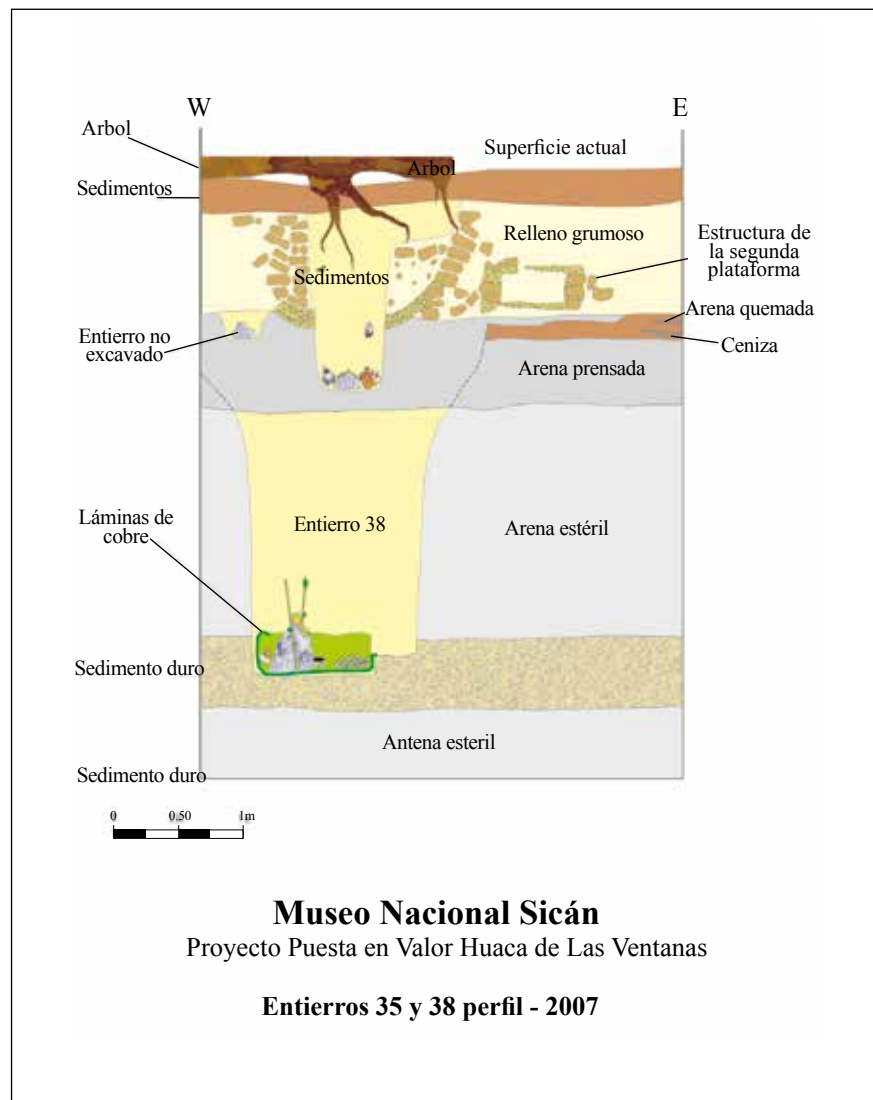 W
E
Arbol
Superficie actual
Arbol
Sedimentos
Relleno grumoso
Estructura de
la segunda
plataforma
Sedimentos
Arena quemada
Entierro no
excavado
Ceniza
Arena prensada
Láminas de
cobre
Entierro 38
Arena estéril
Sedimento duro
Antena esteril
Sedimento duro
0 0.50 1m
Museo Nacional Sicán
Proyecto Puesta en Valor Huaca de Las Ventanas
Entierros 35 y 38 perfil - 2007